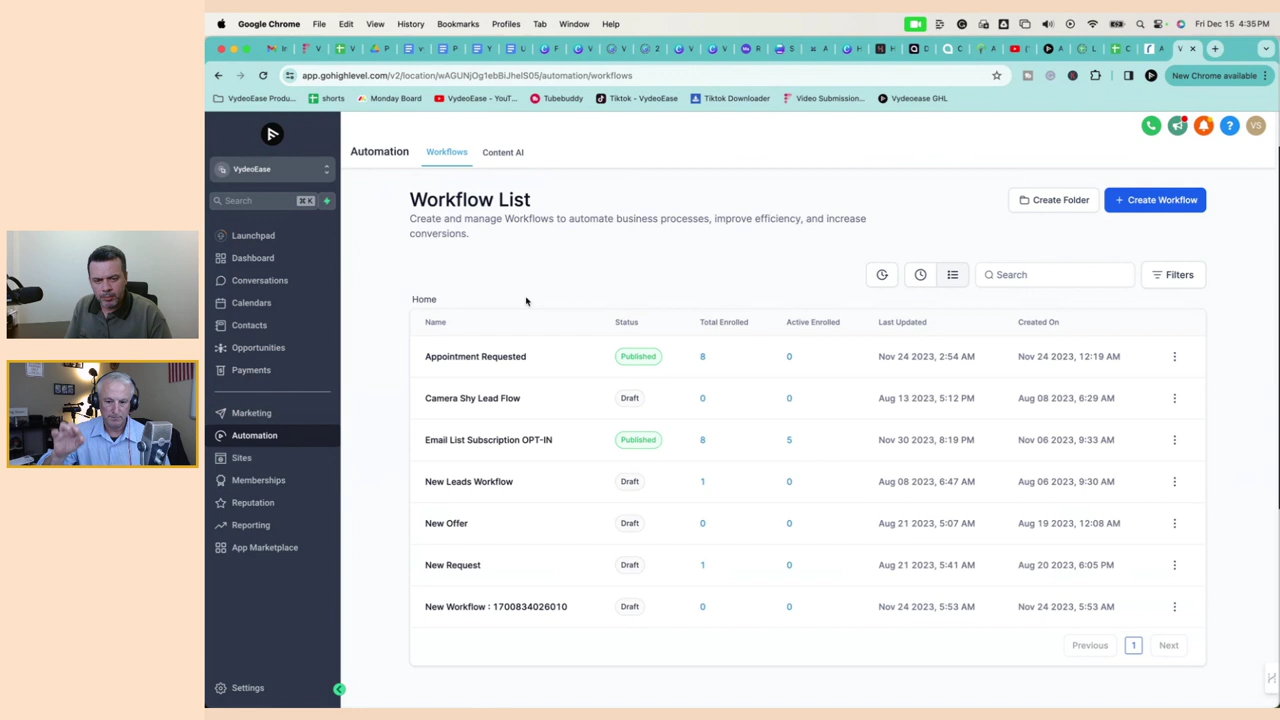 Google Chrome File Edit View History Bookmarks Profiles Tab Window Help Fri Dec 15 4:35 PM
app.gohighlevel.com/v2/location/wAGUNjOg1ebBiJhelS05/automation/workflows New Chrome available
VydeoEase Produ... shorts Monday Board VydeoEase - YouT... Tubebuddy Tiktok - VydeoEase Tiktok Downloader Video Submission... Vydeoease GHL
VydeoEase
Search ⌘ K
Launchpad
Dashboard
Conversations
Calendars
Contacts
Opportunities
Payments
Marketing
Automation
Sites
Memberships
Reputation
Reporting
App Marketplace
Settings
Automation Workflows Content AI
VS
Workflow List
Create and manage Workflows to automate business processes, improve efficiency, and increase
conversions.
Create Folder
+ Create Workflow
Search
Filters
Home
Name Status Total Enrolled Active Enrolled Last Updated Created On
Appointment Requested Published 8 0 Nov 24 2023, 2:54 AM Nov 24 2023, 12:19 AM
Camera Shy Lead Flow Draft 0 0 Aug 13 2023, 5:12 PM Aug 08 2023, 6:29 AM
Email List Subscription OPT-IN Published 8 5 Nov 30 2023, 8:19 PM Nov 06 2023, 9:33 AM
New Leads Workflow Draft 1 0 Aug 08 2023, 6:47 AM Aug 06 2023, 9:30 AM
New Offer Draft 0 0 Aug 21 2023, 5:07 AM Aug 19 2023, 12:08 AM
New Request Draft 1 0 Aug 21 2023, 5:41 AM Aug 20 2023, 6:05 PM
New Workflow : 1700834026010 Draft 0 0 Nov 24 2023, 5:53 AM Nov 24 2023, 5:53 AM
Previous 1 Next